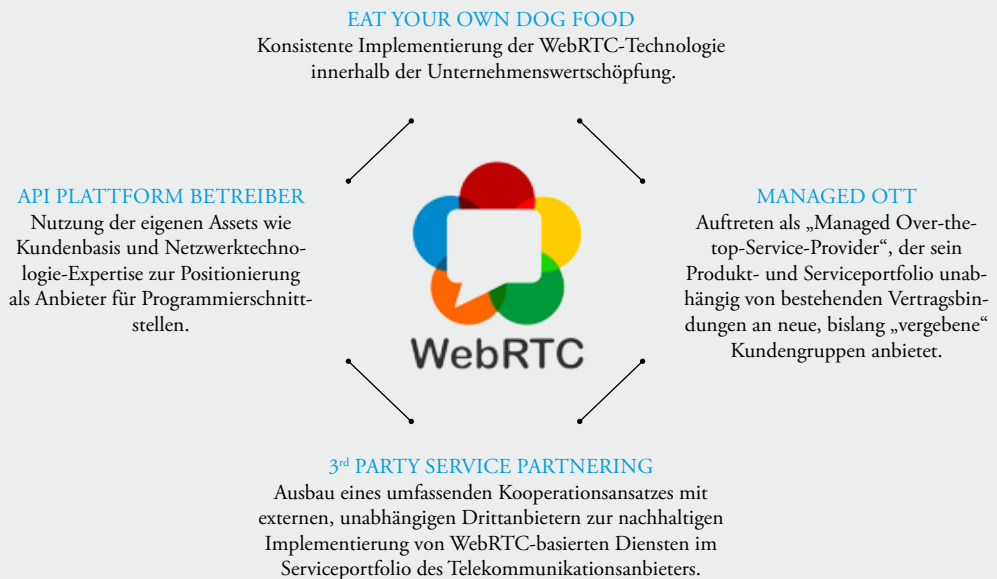 EAT YOUR OWN DOG FOOD
Konsistente Implementierung der WebRTC-Technologie
innerhalb der Unternehmenswertschöpfung.
API PLATTFORM BETREIBER
Nutzung der eigenen Assets wie
Kundenbasis und Netzwerktechno-
logie-Expertise zur Positionierung
als Anbieter für Programmierschnitt-
stellen.
WebRTC
MANAGED OTT
Auftreten als „Managed Over-the-
top-Service-Provider“, der sein
Produkt- und Serviceportfolio unab-
hängig von bestehenden Vertragsbin-
dungen an neue, bislang „vergebene“
Kundengruppen anbietet.
3rd PARTY SERVICE PARTNERING
Ausbau eines umfassenden Kooperationsansatzes mit
externen, unabhängigen Drittanbietern zur nachhaltigen
Implementierung von WebRTC-basierten Diensten im
Serviceportfolio des Telekommunikationsanbieters.